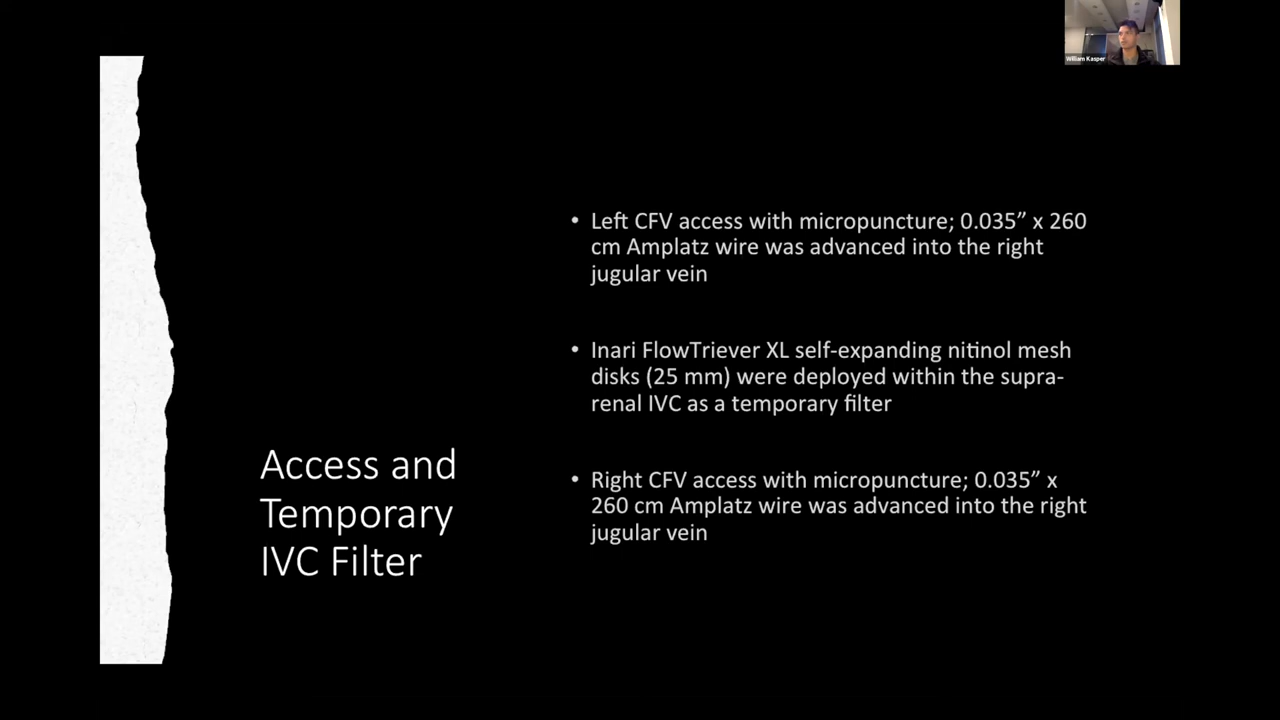 William Kasper
Access and
Temporary
IVC Filter
• Left CFV access with micropuncture; 0.035” x 260
cm Amplatz wire was advanced into the right
jugular vein
• Inari FlowTriever XL self-expanding nitinol mesh
disks (25 mm) were deployed within the supra-
renal IVC as a temporary filter
• Right CFV access with micropuncture; 0.035” x
260 cm Amplatz wire was advanced into the right
jugular vein